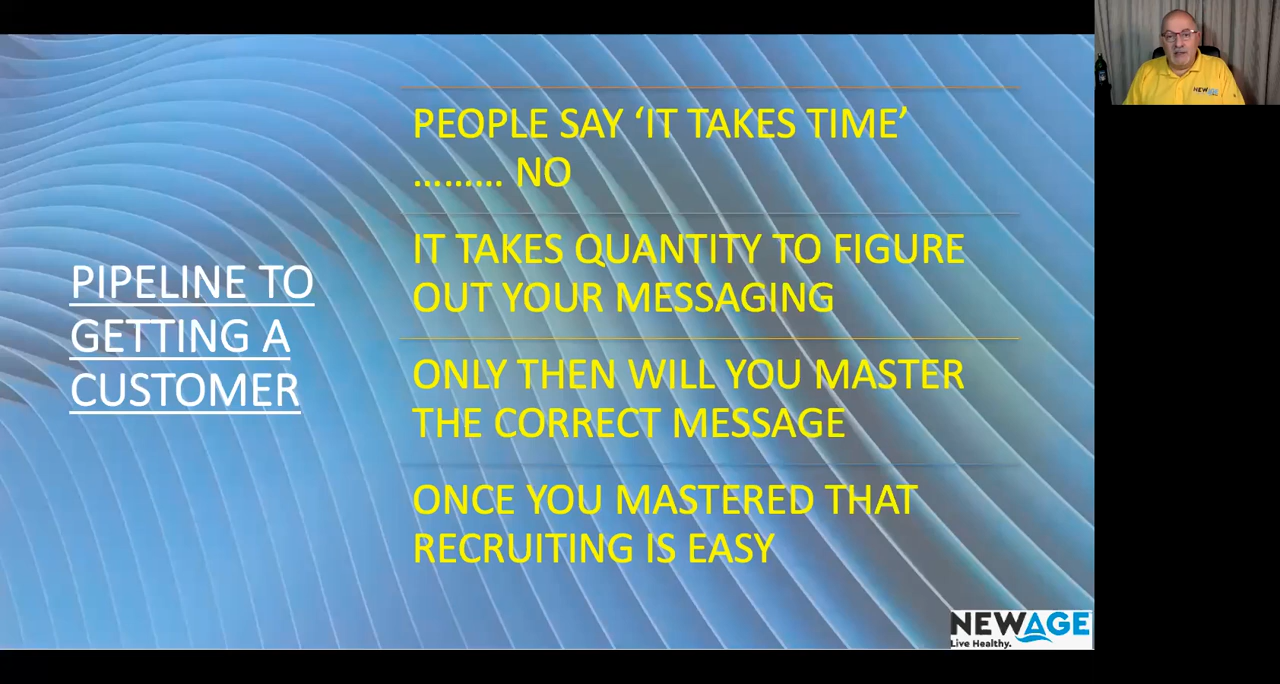 PIPELINE TO
GETTING A
CUSTOMER
PEOPLE SAY ‘IT TAKES TIME’
……… NO
IT TAKES QUANTITY TO FIGURE
OUT YOUR MESSAGING
ONLY THEN WILL YOU MASTER
THE CORRECT MESSAGE
ONCE YOU MASTERED THAT
RECRUITING IS EASY
NEWAGE
Live Healthy.
NEWAGE